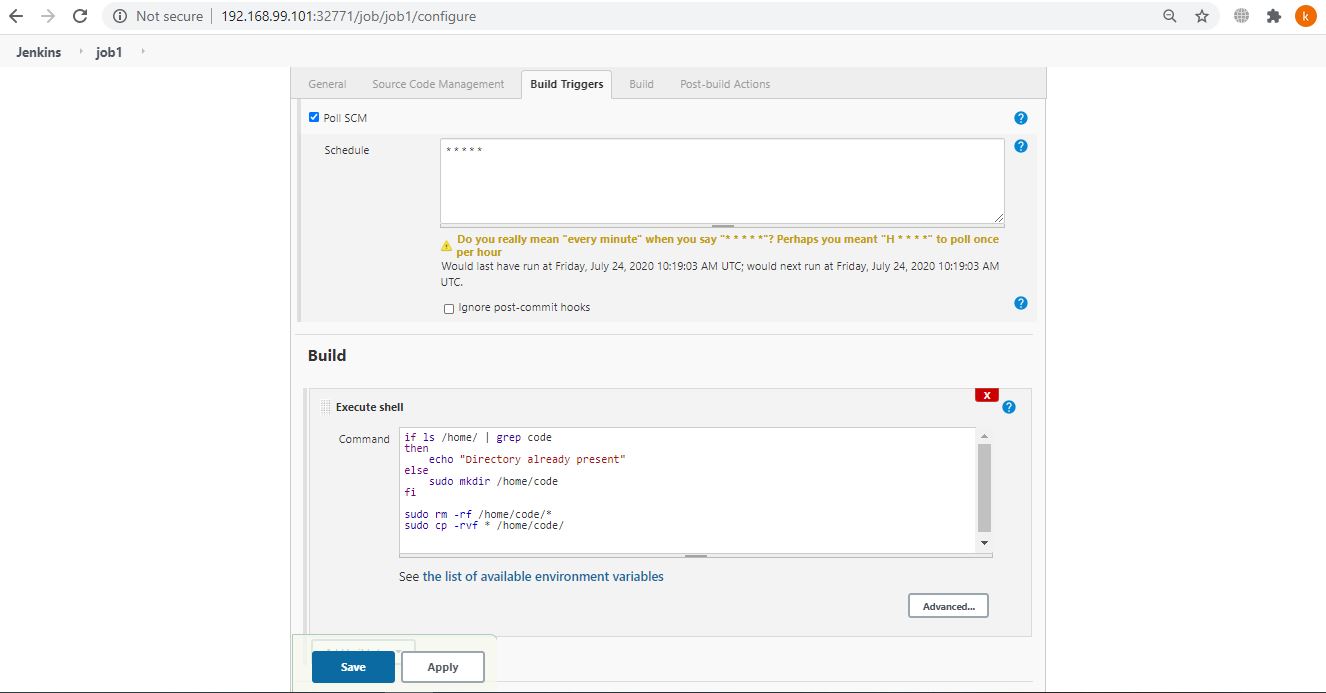 Not secure | 192.168.99.101:32771/job/job1/configure
k
Jenkins job1
General Source Code Management Build Triggers Build Post-build Actions
Poll SCM
Schedule
* * * * *
Do you really mean "every minute" when you say "* * * * *"? Perhaps you meant "H * * * *" to poll once
per hour
Would last have run at Friday, July 24, 2020 10:19:03 AM UTC; would next run at Friday, July 24, 2020 10:19:03 AM
UTC.
Ignore post-commit hooks
Build
X
Execute shell
Command
if ls /home/ | grep code
then
echo "Directory already present"
else
sudo mkdir /home/code
fi
sudo rm -rf /home/code/*
sudo cp -rvf * /home/code/
See the list of available environment variables
Advanced...
Save Apply